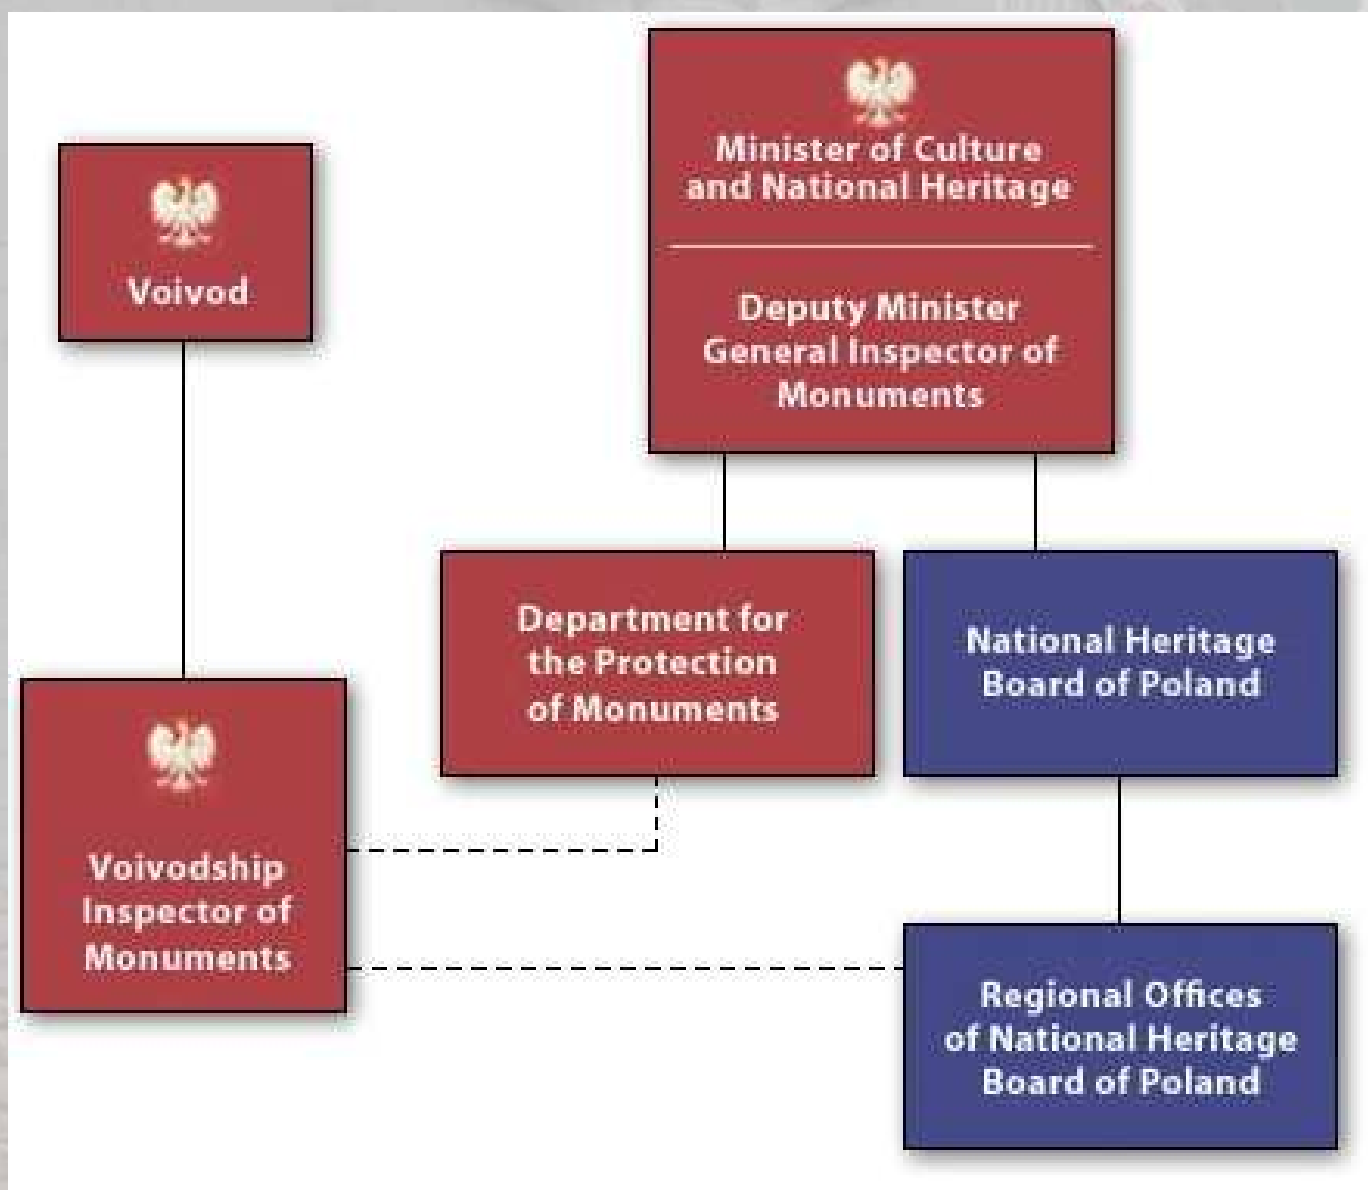 Minister of Culture
and National Heritage
Deputy Minister
General Inspector of
Monuments
Voivod
Department for
the Protection
of Monuments
National Heritage
Board of Poland
Voivodship
Inspector of
Monuments
Regional Offices
of National Heritage
Board of Poland